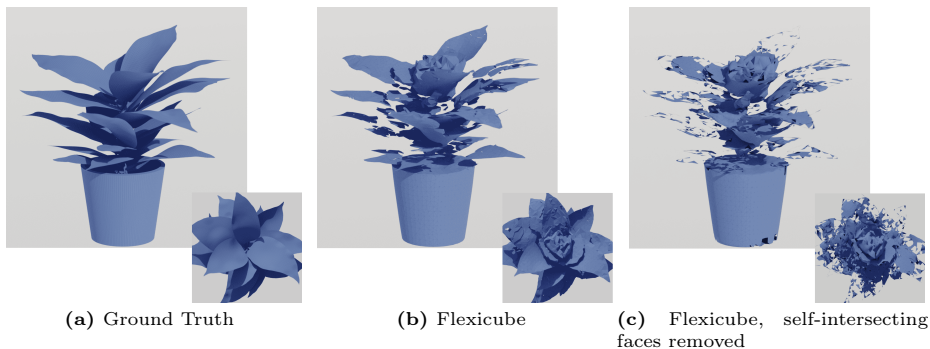 (a) Ground Truth
(b) Flexicube
(c) Flexicube, self-intersecting
faces removed